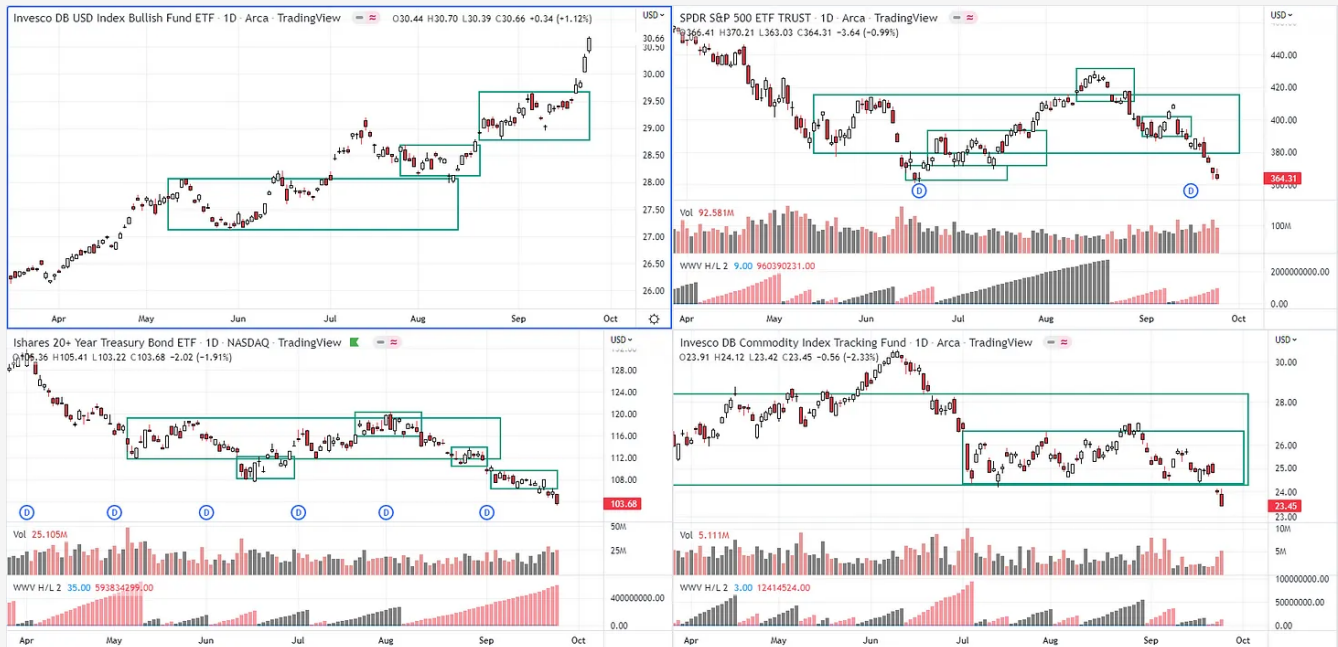 Invesco DB USD Index Bullish Fund ETF · 1D · Arca · TradingView O30.44 H30.70 L30.39 C30.66 +0.34 (+1.12%)
USD
30.66
30.50
30.00
29.50
29.00
28.50
28.00
27.50
27.00
26.50
26.00
Apr May Jun Jul Aug Sep Oct
SPDR S&P 500 ETF TRUST · 1D · Arca · TradingView
O366.41 H370.21 L363.03 C364.31 −3.64 (−0.99%)
USD
440.00
420.00
400.00
380.00
364.31
360.00
D D
Vol 92.581M
100M
WWV H/L 2 9.00 960390231.00
2000000000.00
0.00
Apr May Jun Jul Aug Sep Oct
Ishares 20+ Year Treasury Bond ETF · 1D · NASDAQ · TradingView
O105.36 H105.41 L103.22 C103.68 −2.02 (−1.91%)
USD
132.00
128.00
124.00
120.00
116.00
112.00
108.00
103.68
D D D D D D
Vol 25.105M
50M
25M
WWV H/L 2 35.00 593834299.00
400000000.00
0.00
Apr May Jun Jul Aug Sep Oct
Invesco DB Commodity Index Tracking Fund · 1D · Arca · TradingView
O23.91 H24.12 L23.42 C23.45 −0.56 (−2.33%)
USD
30.00
28.00
26.00
25.00
24.00
23.45
23.00
Vol 5.111M
10M
5M
WWV H/L 2 3.00 12414524.00
100000000.00
50000000.00
0.00
Apr May Jun Jul Aug Sep Oct